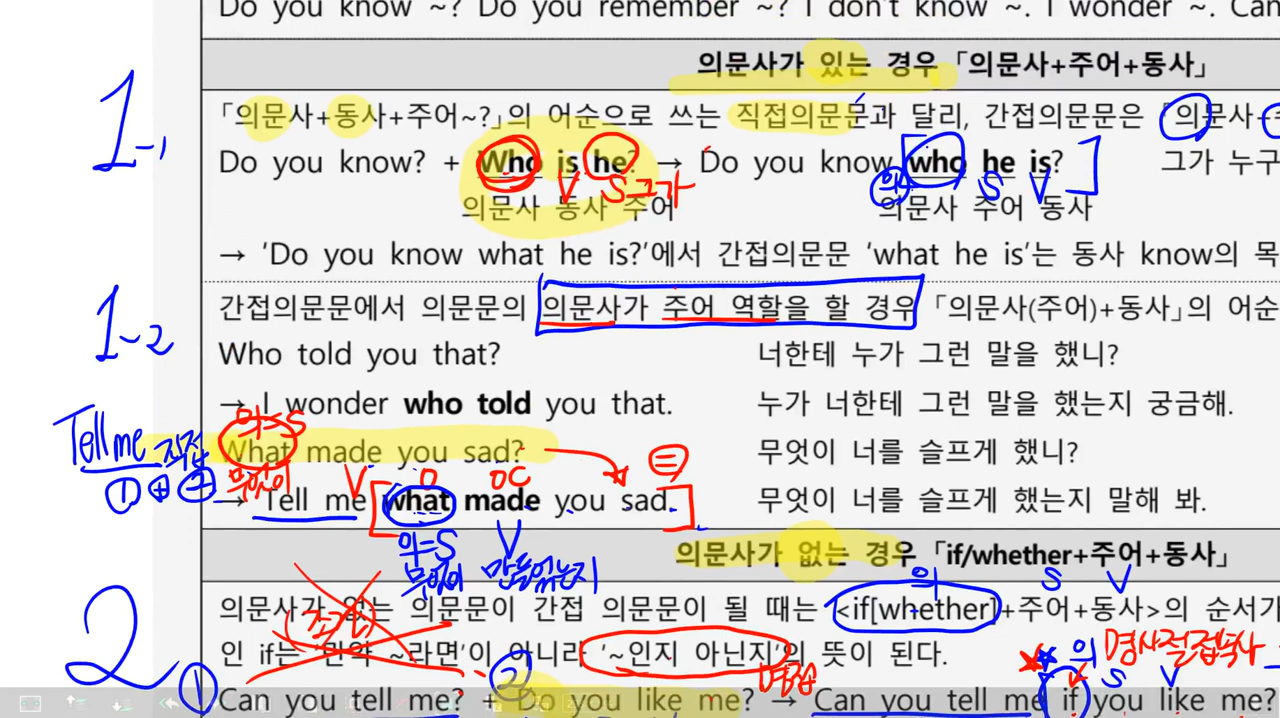 Do you know ~? Do you remember ~? I don't know ~. I wonder ~. Can
의문사가 있는 경우 「의문사+주어+동사」
1-1
「의문사+동사+주어~?」의 어순으로 쓰는 직접의문문과 달리, 간접의문문은 「의문사+
Do you know? + Who is he? → Do you know who he is? 그가 누구
V S 그가 의 S V
의문사 동사 주어 의문사 주어 동사
→ 'Do you know what he is?'에서 간접의문문 'what he is'는 동사 know의 목
1-2
간접의문문에서 의문문의 의문사가 주어 역할을 할 경우 「의문사(주어)+동사」의 어순
Who told you that? 너한테 누가 그런 말을 했니?
→ I wonder who told you that. 누가 너한테 그런 말을 했는지 궁금해.
Tell me 직접 의=S
What made you sad? 무엇이 너를 슬프게 했니?
① + ② 무엇이 V O OC
→ Tell me what made you sad. 무엇이 너를 슬프게 했는지 말해 봐.
의=S V
무엇이 만들었는지
의문사가 없는 경우 「if/whether+주어+동사」
의 S V
2
의문사가 없는 의문문이 간접 의문문이 될 때는 <if[whether]+주어+동사>의 순서
조건
인 if는 '만약 ~라면'이 아니라 '~인지 아닌지'의 뜻이 된다.
의 명사절접속사
① ② S V
Can you tell me? + Do you like me? → Can you tell me if you like me?